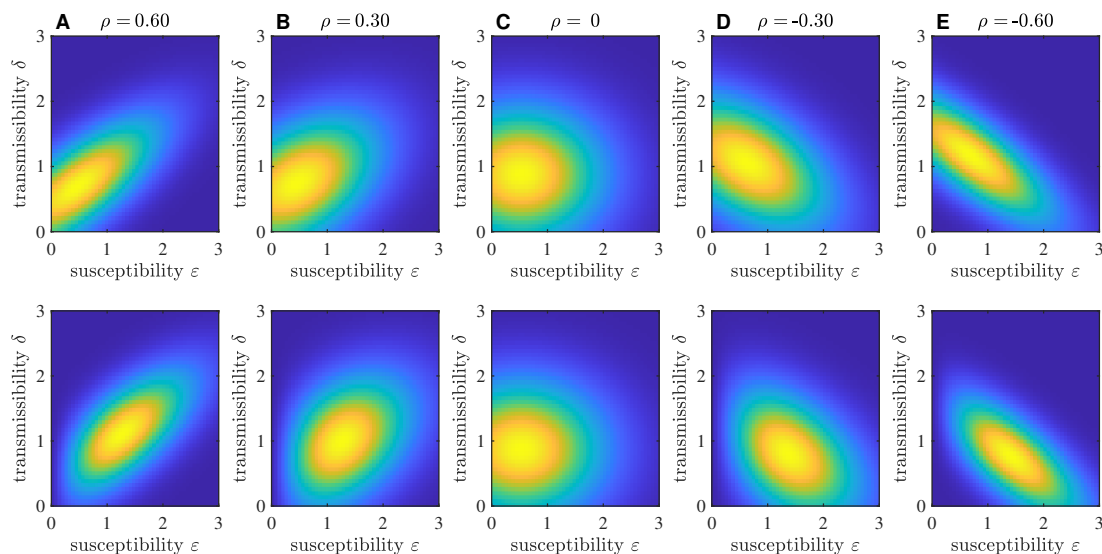 A ρ = 0.60
B ρ = 0.30
C ρ = 0
D ρ = -0.30
E ρ = -0.60
transmissibility δ
3
2
1
0
0 1 2 3
susceptibility ε
transmissibility δ
3
2
1
0
0 1 2 3
susceptibility ε
transmissibility δ
3
2
1
0
0 1 2 3
susceptibility ε
transmissibility δ
3
2
1
0
0 1 2 3
susceptibility ε
transmissibility δ
3
2
1
0
0 1 2 3
susceptibility ε
transmissibility δ
3
2
1
0
0 1 2 3
susceptibility ε
transmissibility δ
3
2
1
0
0 1 2 3
susceptibility ε
transmissibility δ
3
2
1
0
0 1 2 3
susceptibility ε
transmissibility δ
3
2
1
0
0 1 2 3
susceptibility ε
transmissibility δ
3
2
1
0
0 1 2 3
susceptibility ε